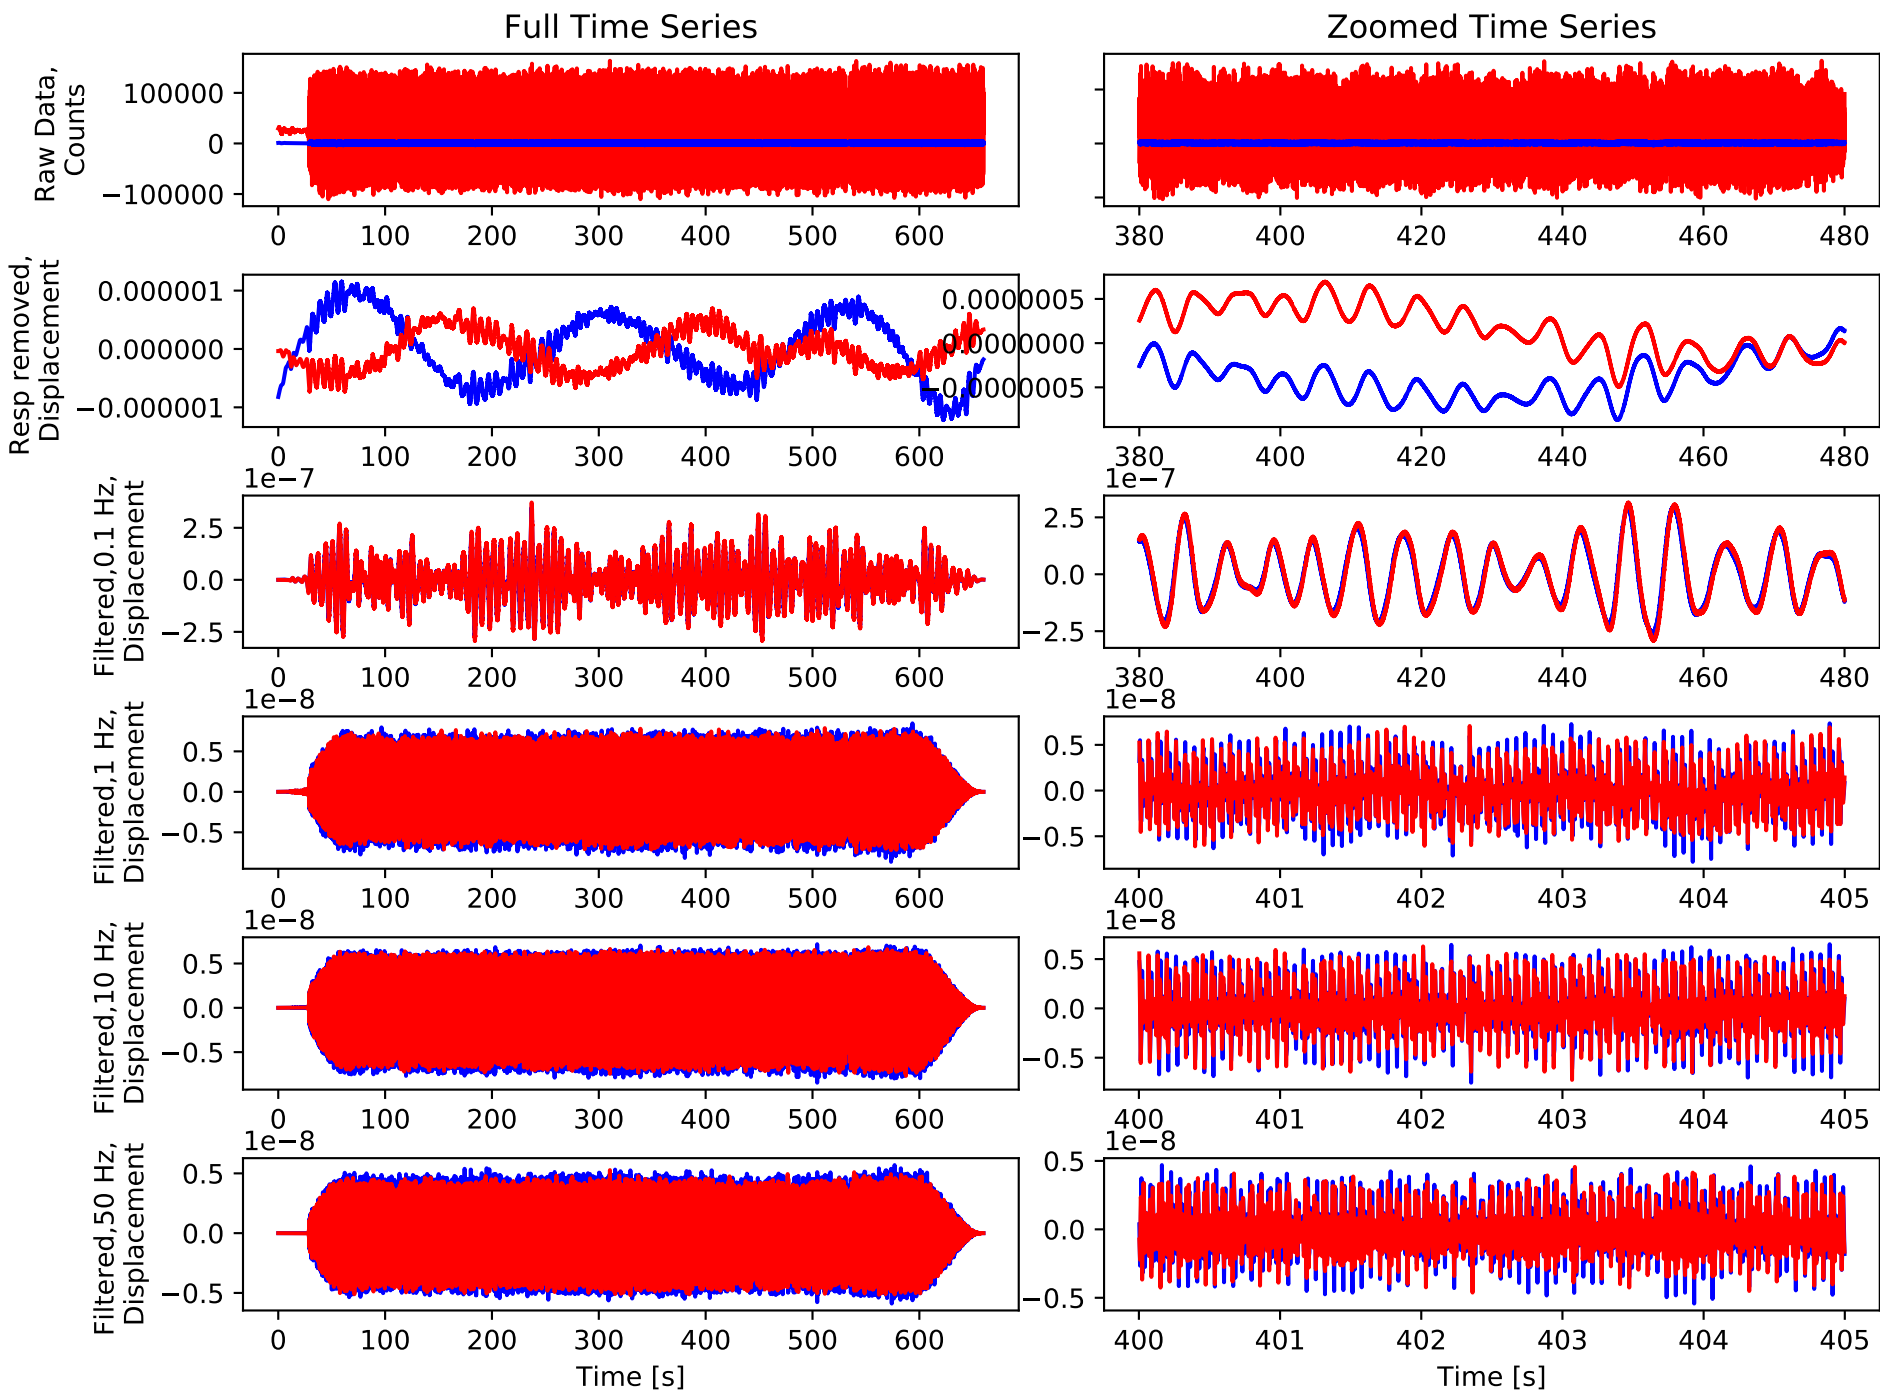 Full Time Series
Zoomed Time Series
Raw Data,
Counts
100000
0
−100000
0 100 200 300 400 500 600
380 400 420 440 460 480
Resp removed,
Displacement
0.000001
0.000000
−0.000001
0 100 200 300 400 500 600
0.0000005
0.0000000
−0.0000005
380 400 420 440 460 480
Filtered,0.1 Hz,
Displacement
1e−7
2.5
0.0
−2.5
0 100 200 300 400 500 600
1e−7
2.5
0.0
−2.5
380 400 420 440 460 480
Filtered,1 Hz,
Displacement
1e−8
0.5
0.0
−0.5
0 100 200 300 400 500 600
1e−8
0.5
0.0
−0.5
400 401 402 403 404 405
Filtered,10 Hz,
Displacement
1e−8
0.5
0.0
−0.5
0 100 200 300 400 500 600
1e−8
0.5
0.0
−0.5
400 401 402 403 404 405
Filtered,50 Hz,
Displacement
1e−8
0.5
0.0
−0.5
0 100 200 300 400 500 600
Time [s]
1e−8
0.5
0.0
−0.5
400 401 402 403 404 405
Time [s]